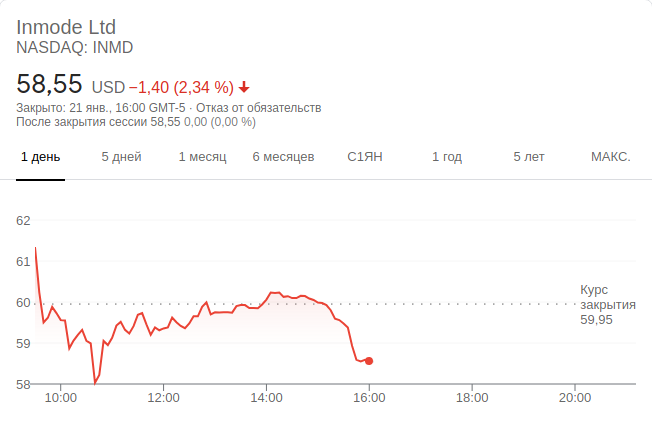 Inmode Ltd
NASDAQ: INMD
58,55 USD −1,40 (2,34 %)
Закрыто: 21 янв., 16:00 GMT-5 · Отказ от обязательств
После закрытия сессии 58,55 0,00 (0,00 %)
1 день 5 дней 1 месяц 6 месяцев С1ЯН 1 год 5 лет МАКС.
62
61
60
59
58
Курс
закрытия
59,95
10:00 12:00 14:00 16:00 18:00 20:00